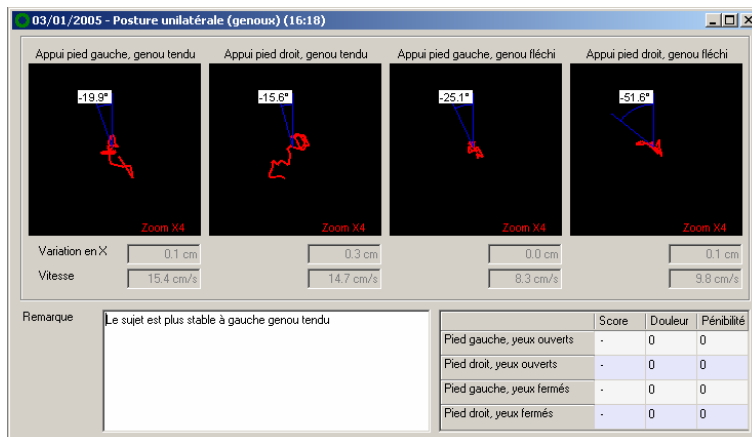 03/01/2005 - Posture unilatérale (genoux) (16:18)
Appui pied gauche, genou tendu Appui pied droit, genou tendu Appui pied gauche, genou fléchi Appui pied droit, genou fléchi
-19.9° -15.6° -25.1° -51.6°
Zoom X4 Zoom X4 Zoom X4 Zoom X4
Variation en X 0.1 cm 0.3 cm 0.0 cm 0.1 cm
Vitesse 15.4 cm/s 14.7 cm/s 8.3 cm/s 9.8 cm/s
Remarque Le sujet est plus stable à gauche genou tendu
Score Douleur Pénibilité
Pied gauche, yeux ouverts - 0 0
Pied droit, yeux ouverts - 0 0
Pied gauche, yeux fermés - 0 0
Pied droit, yeux fermés - 0 0